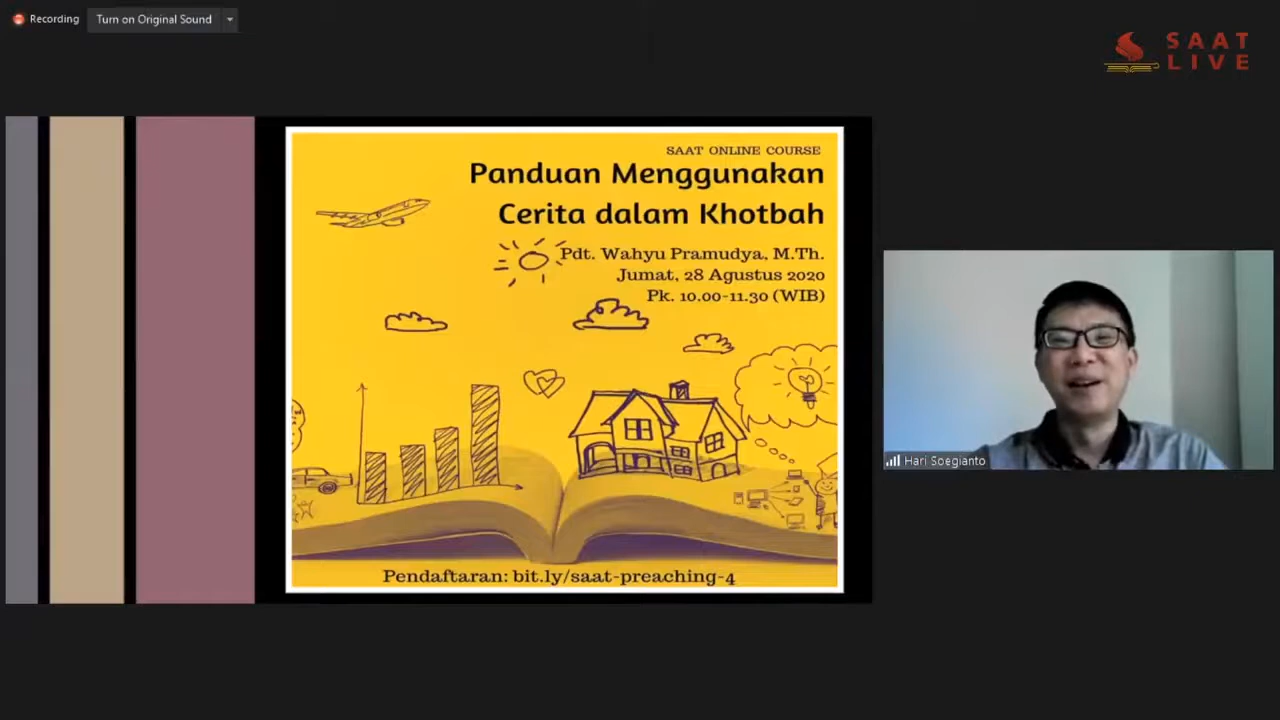 Recording
Turn on Original Sound
SAAT
LIVE
SAAT ONLINE COURSE
Panduan Menggunakan
Cerita dalam Khotbah
Pdt. Wahyu Pramudya, M.Th.
Jumat, 28 Agustus 2020
Pk. 10.00-11.30 (WIB)
Pendaftaran: bit.ly/saat-preaching-4
Hari Soegianto